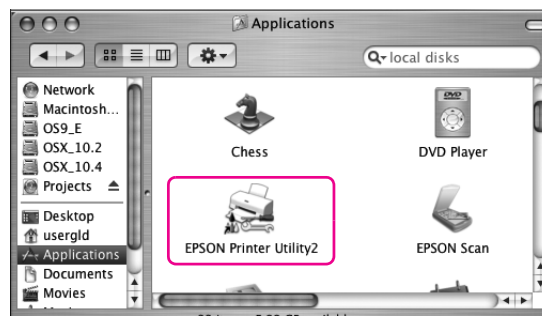 Applications
local disks
Network
Macintosh...
OS9_E
OSX_10.2
OSX_10.4
Projects
Desktop
usergld
Applications
Documents
Movies
Chess
DVD
DVD Player
EPSON Printer Utility2
EPSON Scan